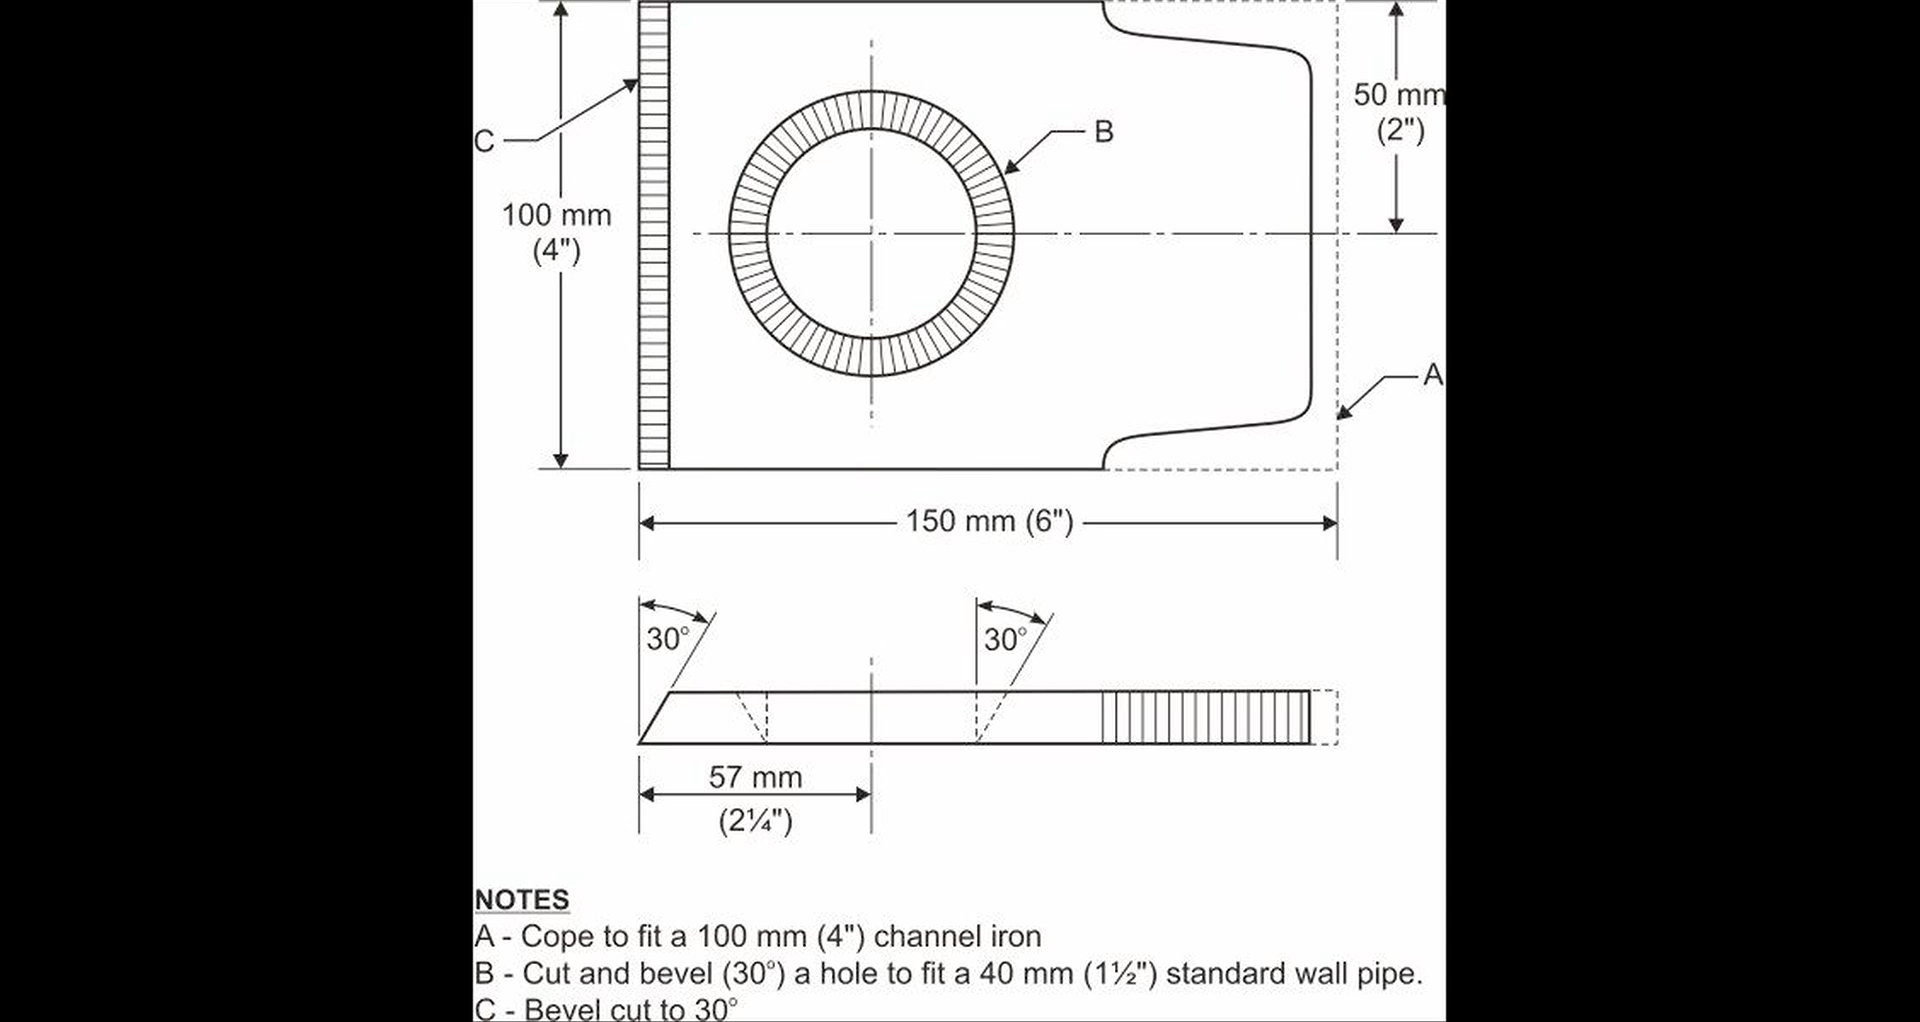 50 mm
(2")
B
C
100 mm
(4")
A
150 mm (6")
30° 30°
57 mm
(2¼")
NOTES
A - Cope to fit a 100 mm (4") channel iron
B - Cut and bevel (30°) a hole to fit a 40 mm (1½") standard wall pipe.
C - Bevel cut to 30°